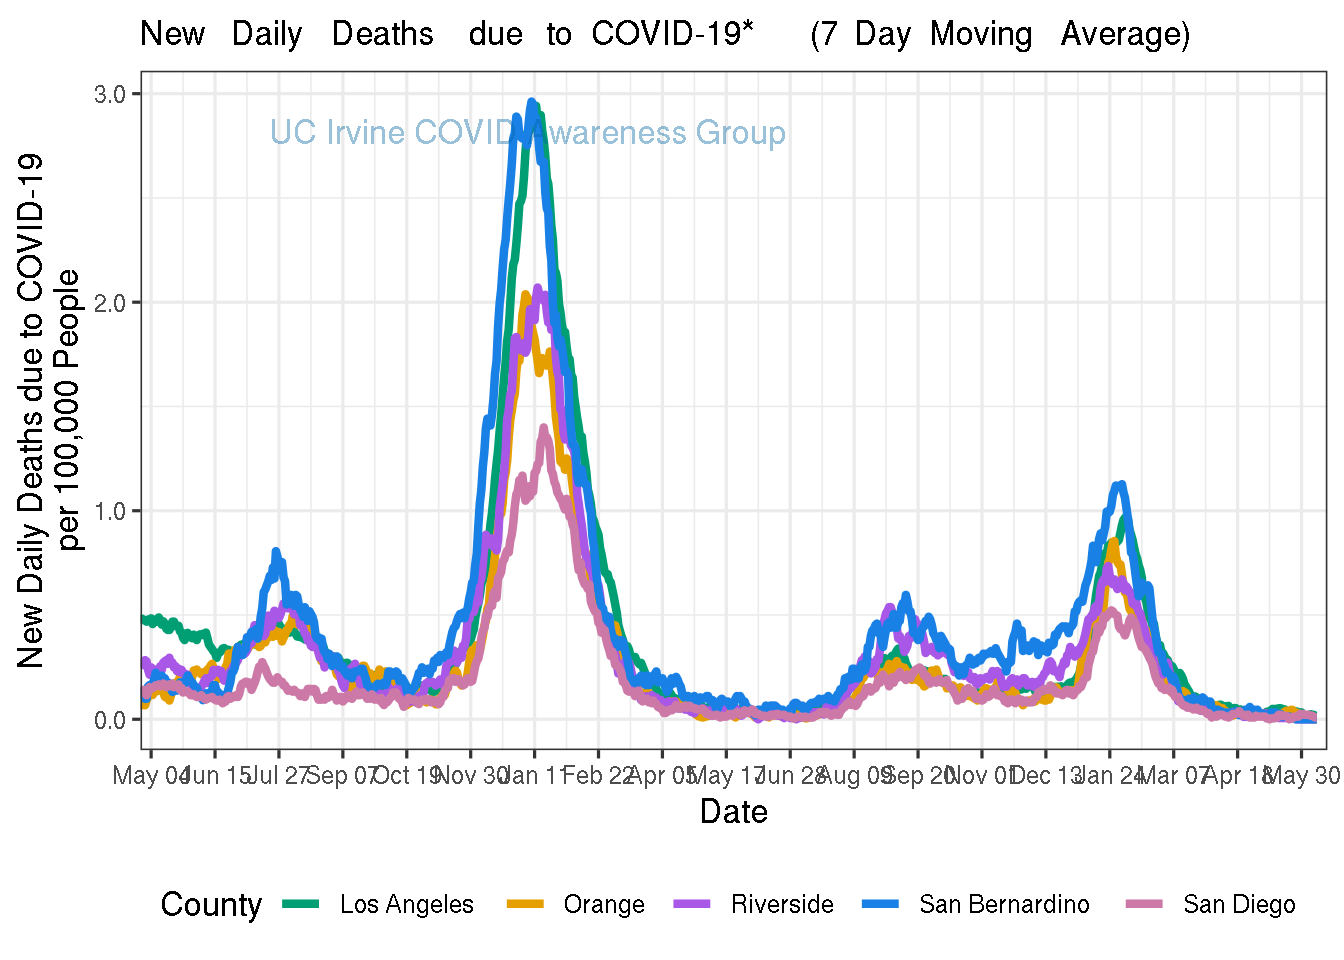 New Daily Deaths due to COVID-19* (7 Day Moving Average)
UC Irvine COVID Awareness Group
New Daily Deaths due to COVID-19
per 100,000 People
3.0
2.0
1.0
0.0
May 04 Jun 15 Jul 27 Sep 07 Oct 19 Nov 30 Jan 11 Feb 22 Apr 05 May 17 Jun 28 Aug 09 Sep 20 Nov 01 Dec 13 Jan 24 Mar 07 Apr 18 May 30
Date
County Los Angeles Orange Riverside San Bernardino San Diego